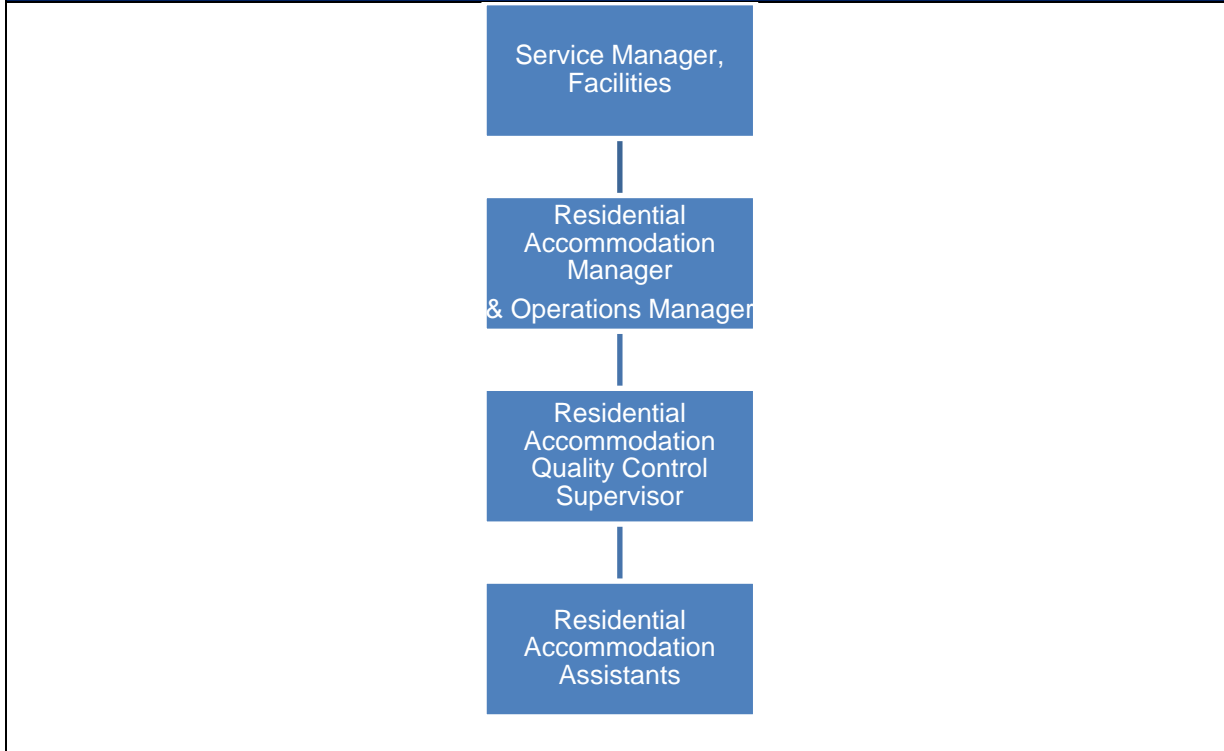 Service Manager,
Facilities
Residential
Accommodation
Manager
& Operations Manager
Residential
Accommodation
Quality Control
Supervisor
Residential
Accommodation
Assistants